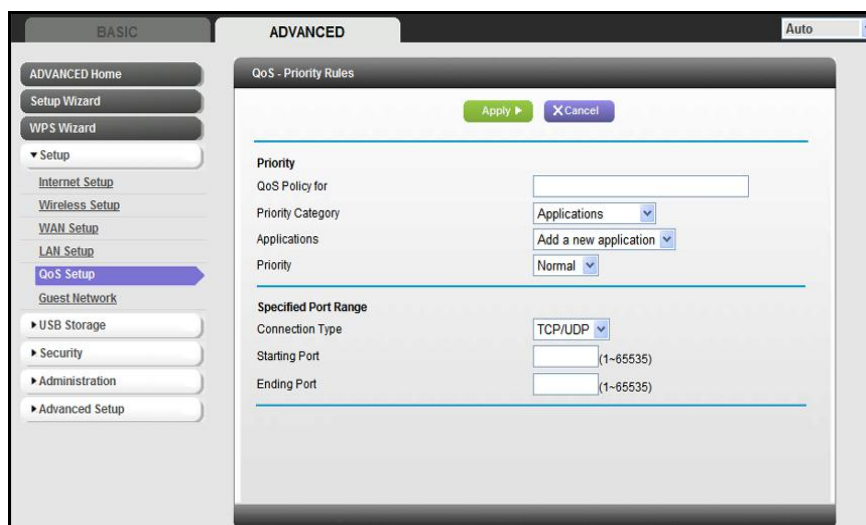 BASIC
ADVANCED
Auto
ADVANCED Home
Setup Wizard
WPS Wizard
Setup
Internet Setup
Wireless Setup
WAN Setup
LAN Setup
QoS Setup
Guest Network
USB Storage
Security
Administration
Advanced Setup
QoS - Priority Rules
Apply
X Cancel
Priority
QoS Policy for
Priority Category Applications
Applications Add a new application
Priority Normal
Specified Port Range
Connection Type TCP/UDP
Starting Port (1~65535)
Ending Port (1~65535)